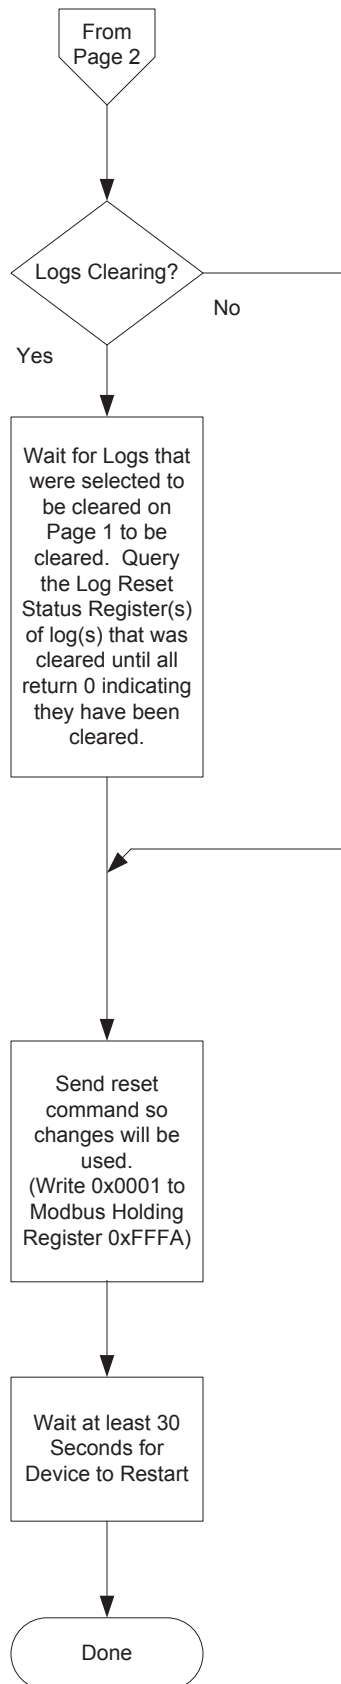 From
Page 2
Logs Clearing?
No
Yes
Wait for Logs that
were selected to
be cleared on
Page 1 to be
cleared.  Query
the Log Reset
Status Register(s)
of log(s) that was
cleared until all
return 0 indicating
they have been
cleared.
Send reset
command so
changes will be
used.
(Write 0x0001 to
Modbus Holding
Register 0xFFFA)
Wait at least 30
Seconds for
Device to Restart
Done